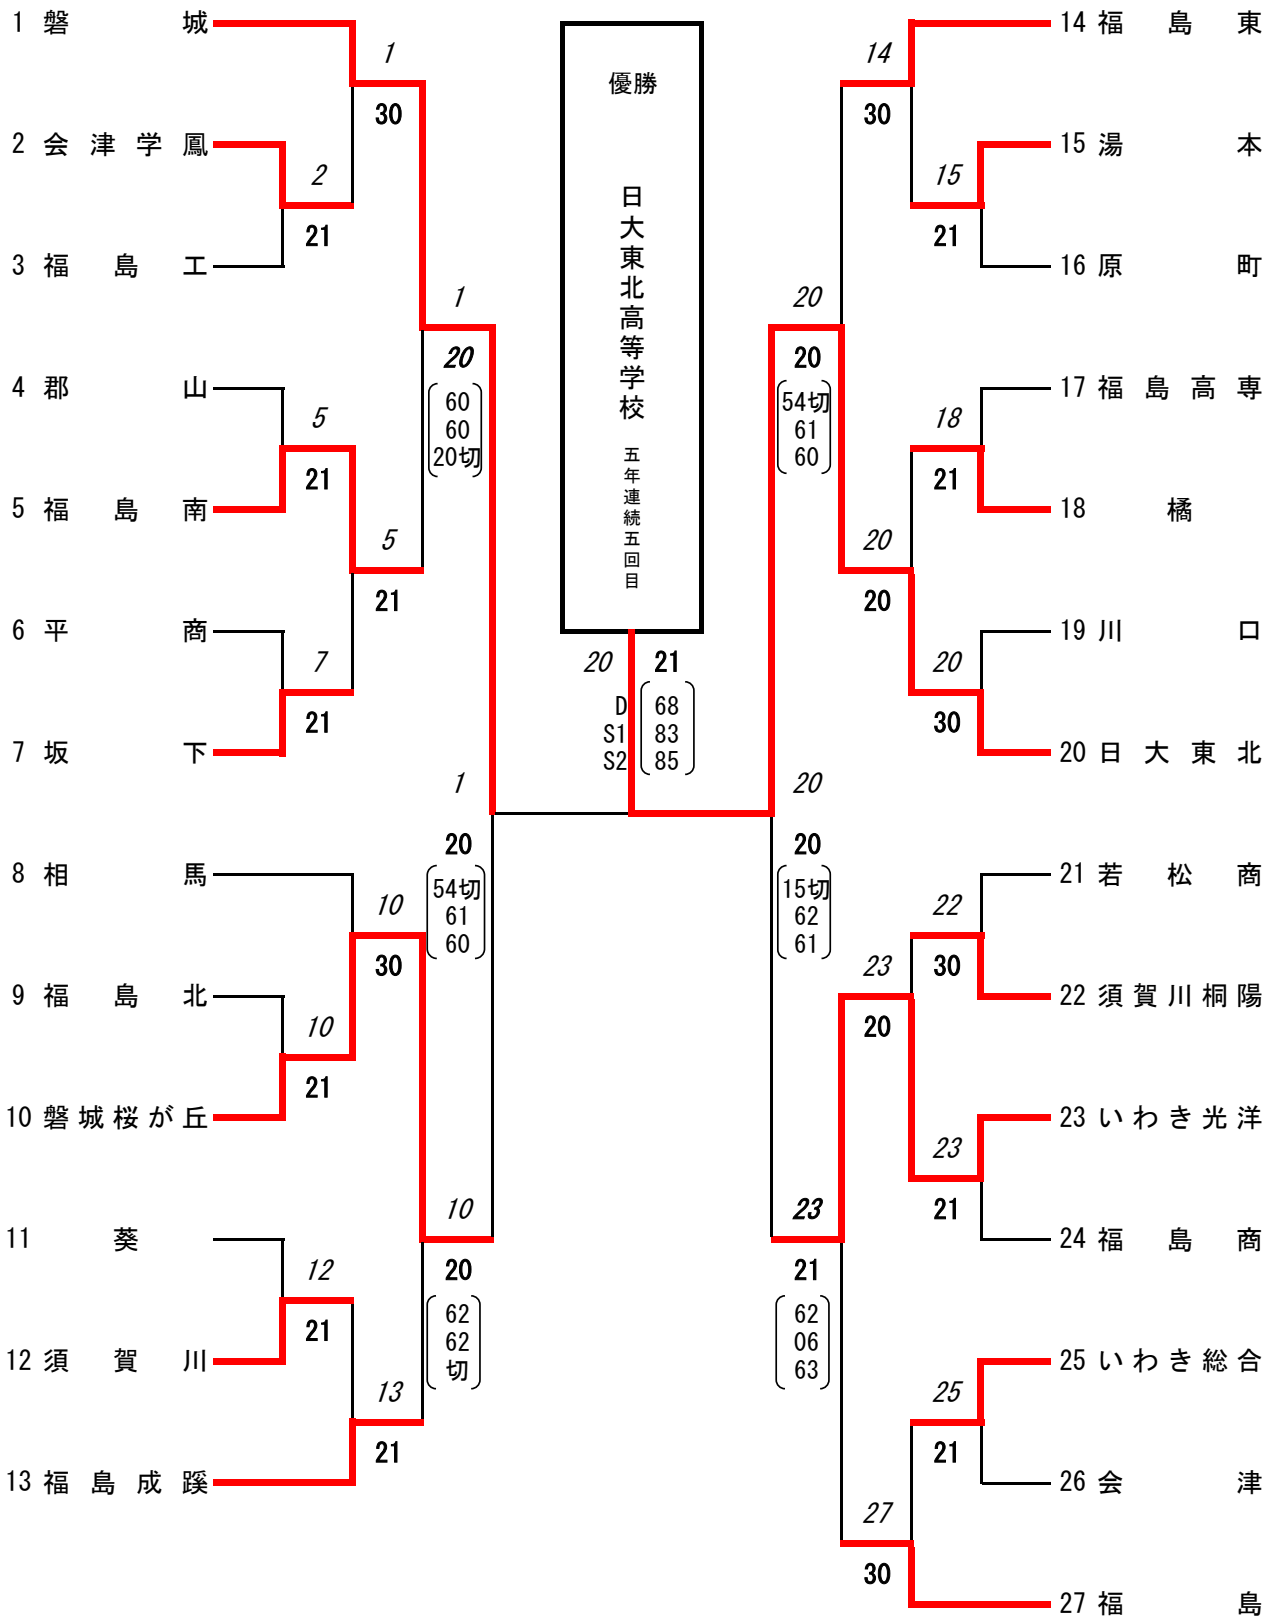 1 磐城
1
30
2 会津学鳳
2
21
3 福島工
1
20
60
60
20切
4 郡山
5
21
5 福島南
5
21
6 平商
7
21
7 坂下
1
20
54切
61
60
8 相馬
10
30
9 福島北
10
21
10 磐城桜が丘
10
20
62
62
切
11 葵
12
21
12 須賀川
13
21
13 福島成蹊
優勝
日大東北高等学校
五年連続五回目
20 21
D 68
S1 83
S2 85
14 福島東
14
30
15 湯本
15
21
16 原町
20
20
54切
61
60
17 福島高専
18
21
18 橘
20
20
19 川口
20
30
20 日大東北
20
20
15切
62
61
21 若松商
22
30
22 須賀川桐陽
23
20
23 いわき光洋
23
21
24 福島商
23
21
62
06
63
25 いわき総合
25
21
26 会津
27
30
27 福島